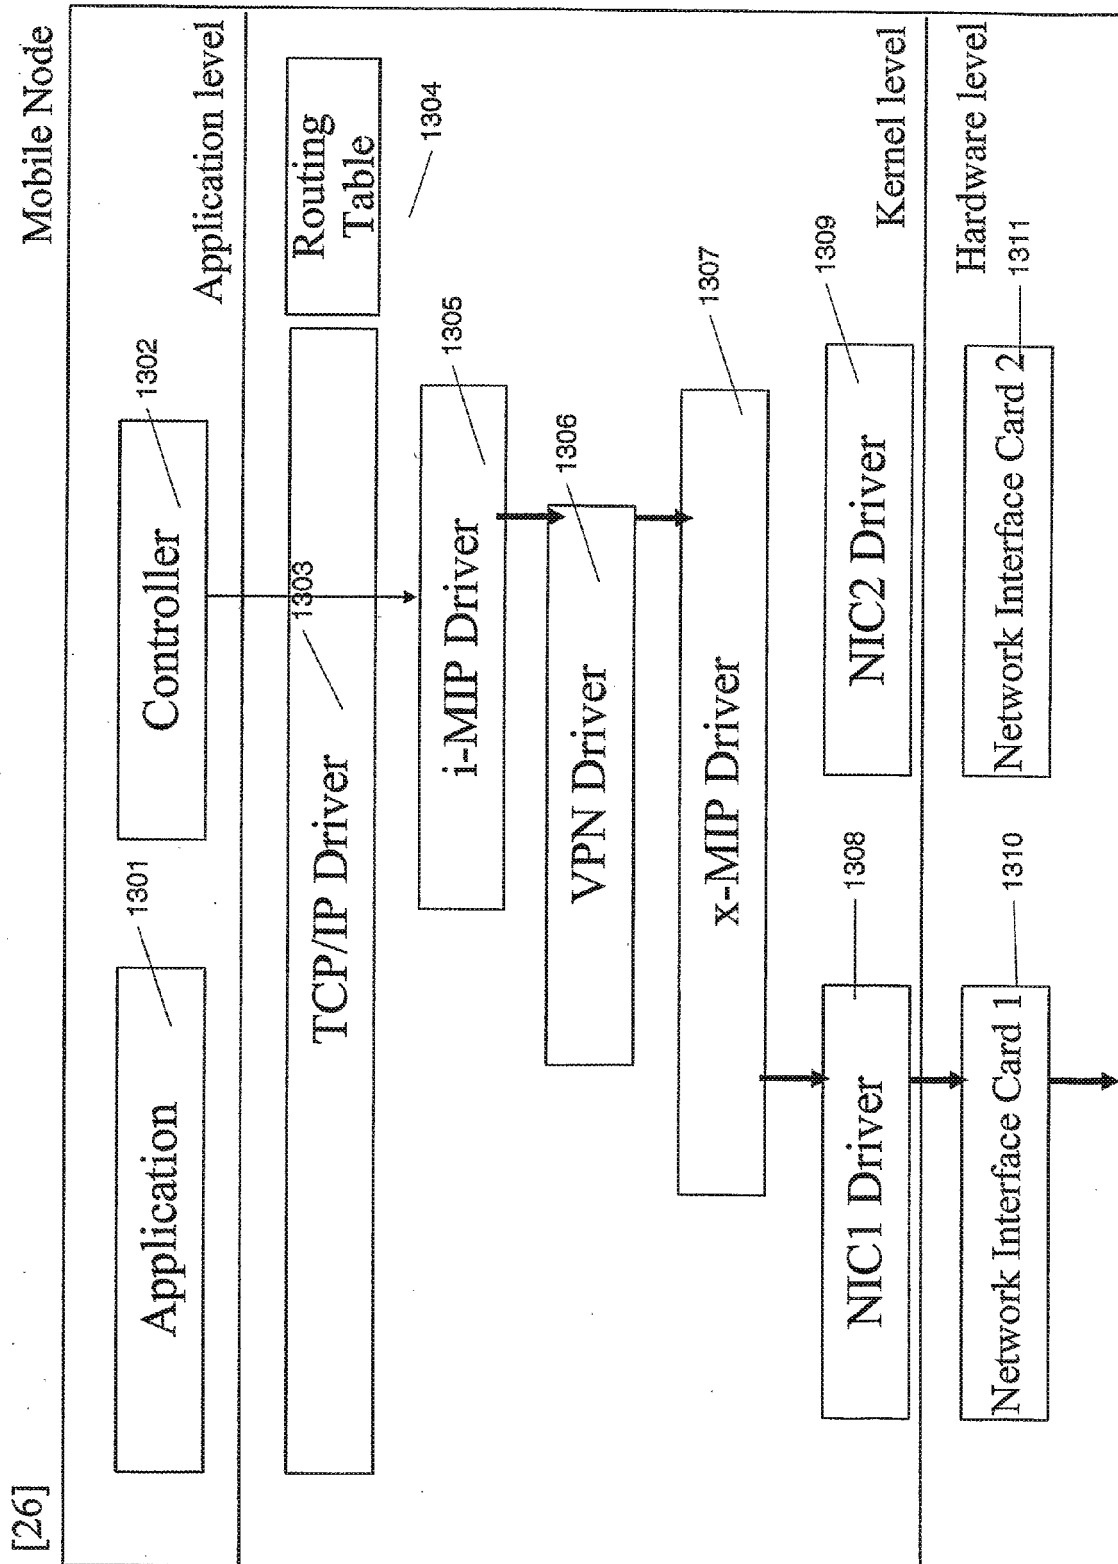 [26]
Mobile Node
Application level
Application
1301
Controller
1302
TCP/IP Driver
1303
Routing
Table
1304
i-MIP Driver
1305
VPN Driver
1306
x-MIP Driver
1307
NIC1 Driver
1308
NIC2 Driver
1309
Kernel level
Hardware level
Network Interface Card 1
1310
Network Interface Card 2
1311